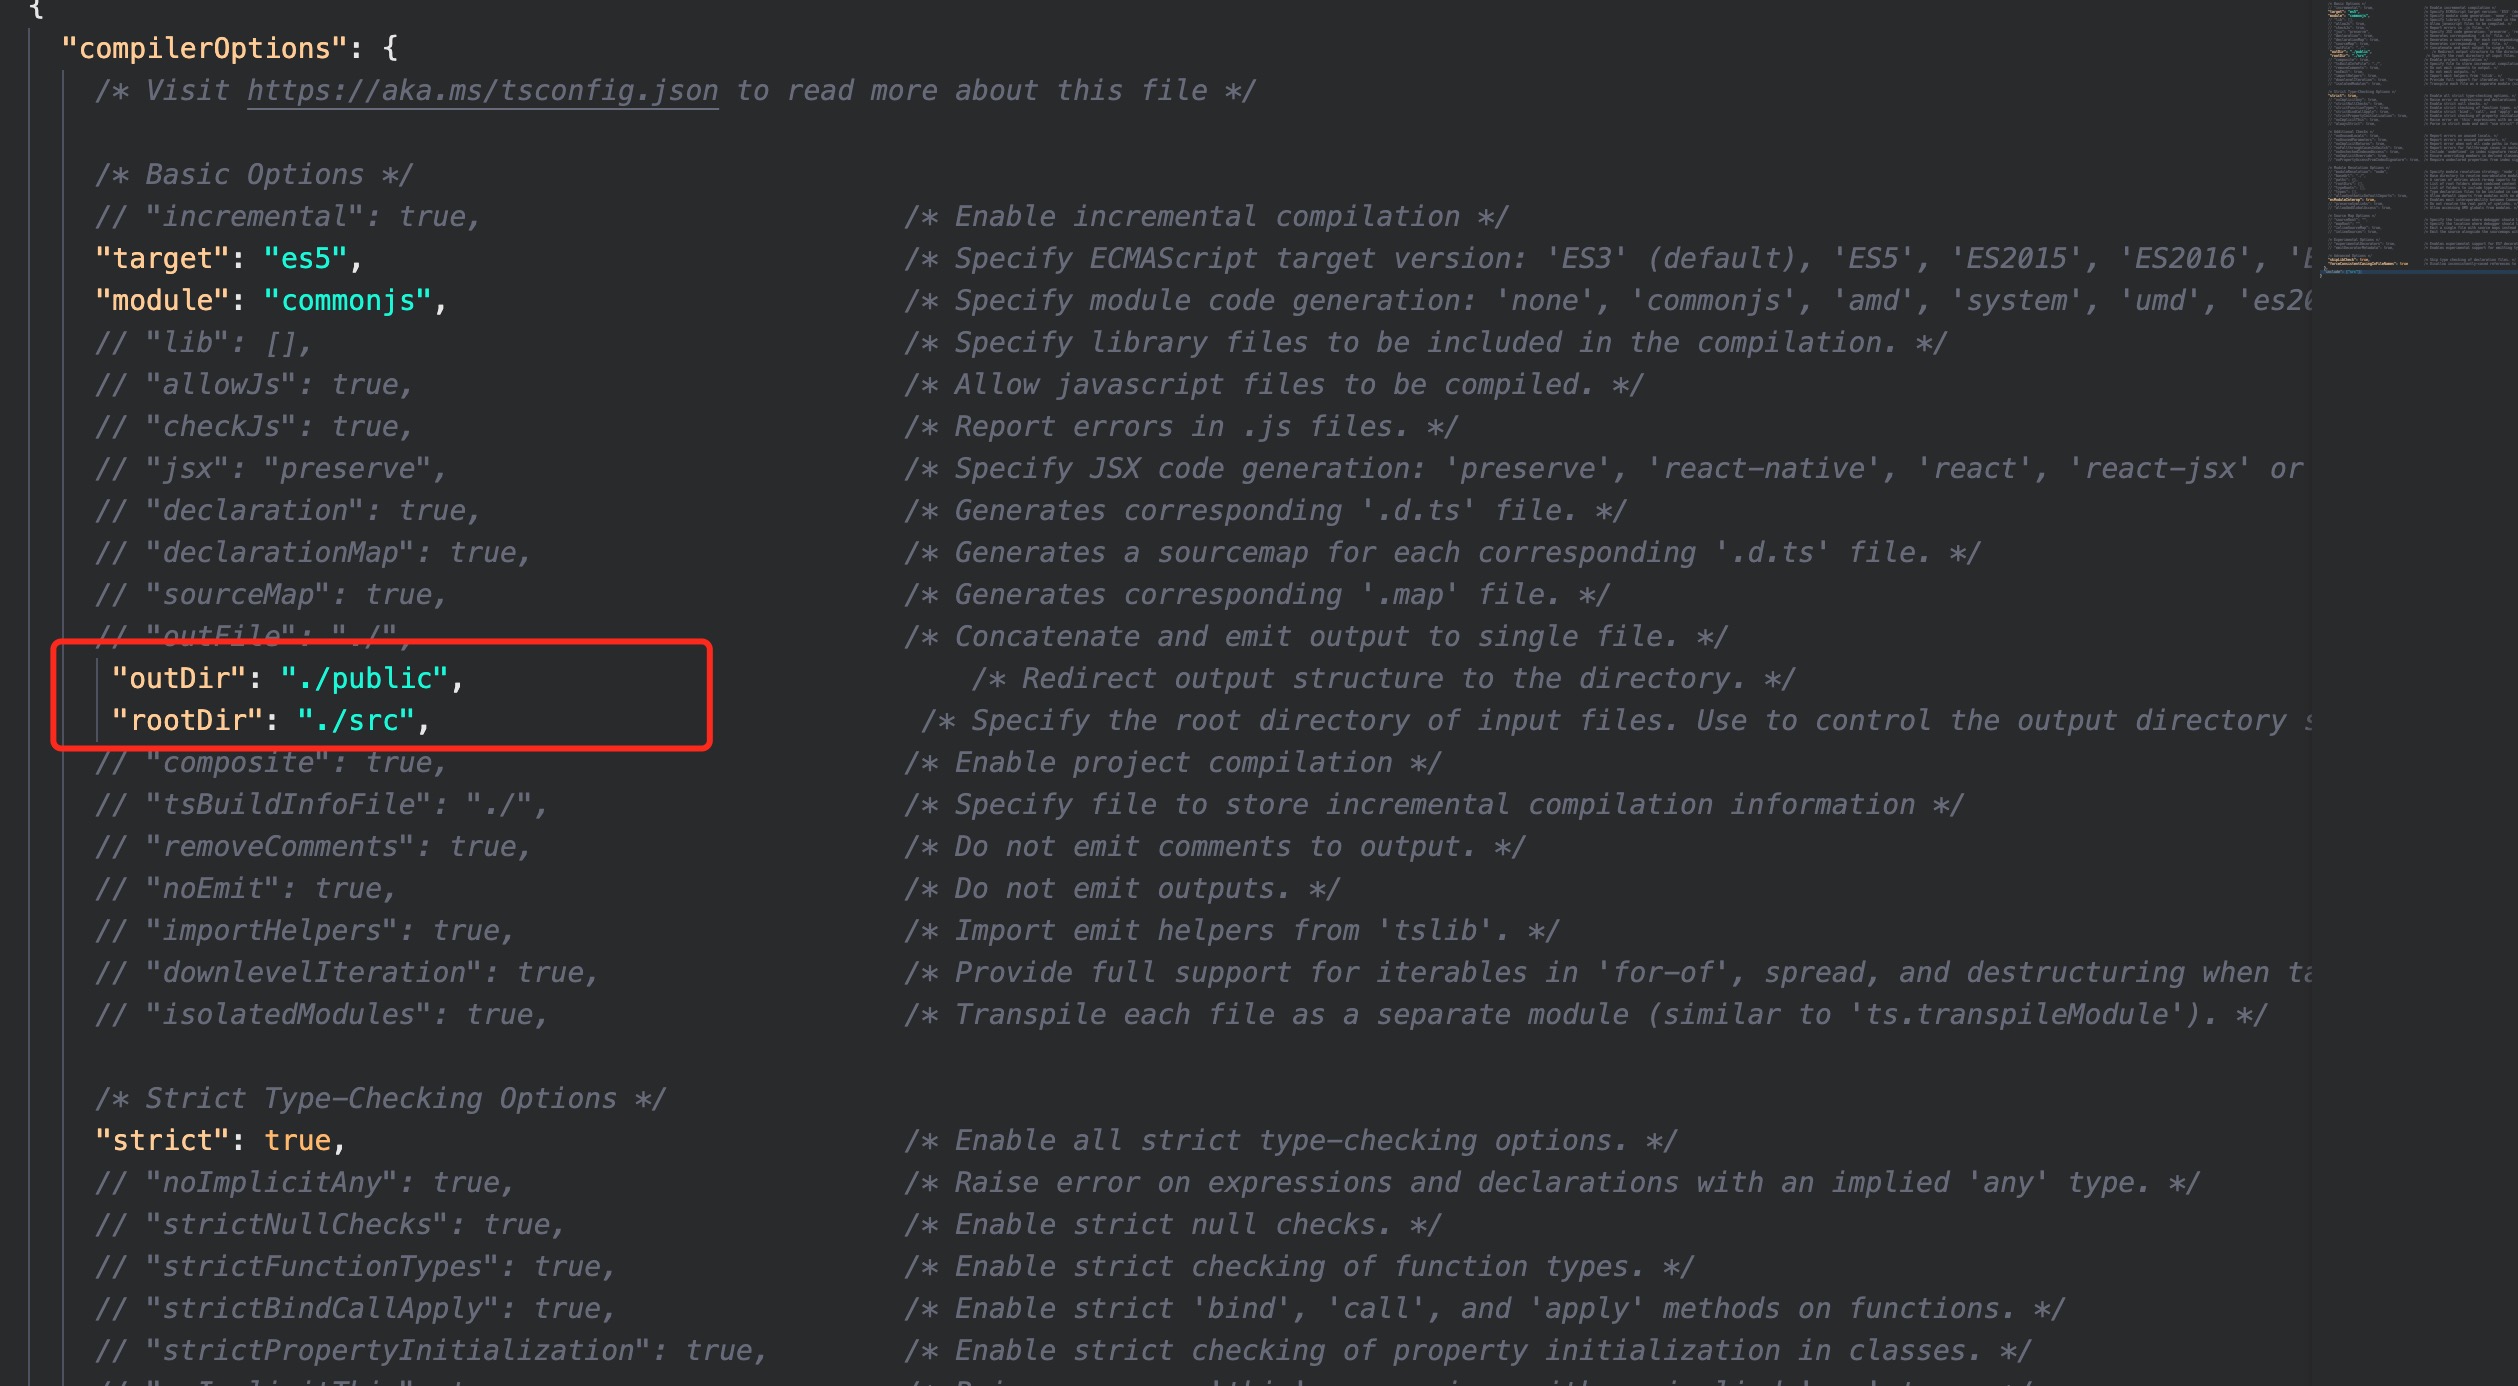 {
"compilerOptions": {
/* Visit https://aka.ms/tsconfig.json to read more about this file */
/* Basic Options */
// "incremental": true, /* Enable incremental compilation */
"target": "es5", /* Specify ECMAScript target version: 'ES3' (default), 'ES5', 'ES2015', 'ES2016',
"module": "commonjs", /* Specify module code generation: 'none', 'commonjs', 'amd', 'system', 'umd', 'es20
// "lib": [], /* Specify library files to be included in the compilation. */
// "allowJs": true, /* Allow javascript files to be compiled. */
// "checkJs": true, /* Report errors in .js files. */
// "jsx": "preserve", /* Specify JSX code generation: 'preserve', 'react-native', 'react', 'react-jsx' or
// "declaration": true, /* Generates corresponding '.d.ts' file. */
// "declarationMap": true, /* Generates a sourcemap for each corresponding '.d.ts' file. */
// "sourceMap": true, /* Generates corresponding '.map' file. */
// "outFile": "./", /* Concatenate and emit output to single file. */
"outDir": "./public", /* Redirect output structure to the directory. */
"rootDir": "./src", /* Specify the root directory of input files. Use to control the output directory
// "composite": true, /* Enable project compilation */
// "tsBuildInfoFile": "./", /* Specify file to store incremental compilation information */
// "removeComments": true, /* Do not emit comments to output. */
// "noEmit": true, /* Do not emit outputs. */
// "importHelpers": true, /* Import emit helpers from 'tslib'. */
// "downlevelIteration": true, /* Provide full support for iterables in 'for-of', spread, and destructuring when ta
// "isolatedModules": true, /* Transpile each file as a separate module (similar to 'ts.transpileModule'). */
/* Strict Type-Checking Options */
"strict": true, /* Enable all strict type-checking options. */
// "noImplicitAny": true, /* Raise error on expressions and declarations with an implied 'any' type. */
// "strictNullChecks": true, /* Enable strict null checks. */
// "strictFunctionTypes": true, /* Enable strict checking of function types. */
// "strictBindCallApply": true, /* Enable strict 'bind', 'call', and 'apply' methods on functions. */
// "strictPropertyInitialization": true, /* Enable strict checking of property initialization in classes. */